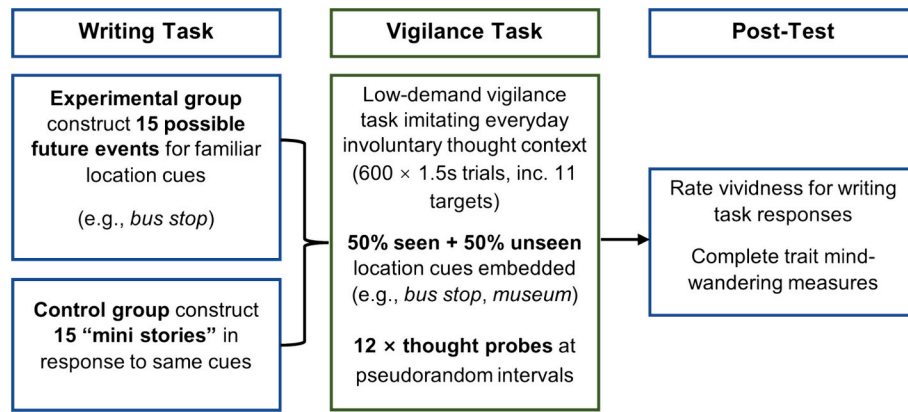 Writing Task
Experimental group
construct 15 possible
future events for familiar
location cues
(e.g., bus stop)
Control group construct
15 “mini stories” in
response to same cues
Vigilance Task
Low-demand vigilance
task imitating everyday
involuntary thought context
(600 × 1.5s trials, inc. 11
targets)
50% seen + 50% unseen
location cues embedded
(e.g., bus stop, museum)
12 × thought probes at
pseudorandom intervals
Post-Test
Rate vividness for writing
task responses
Complete trait mind-
wandering measures